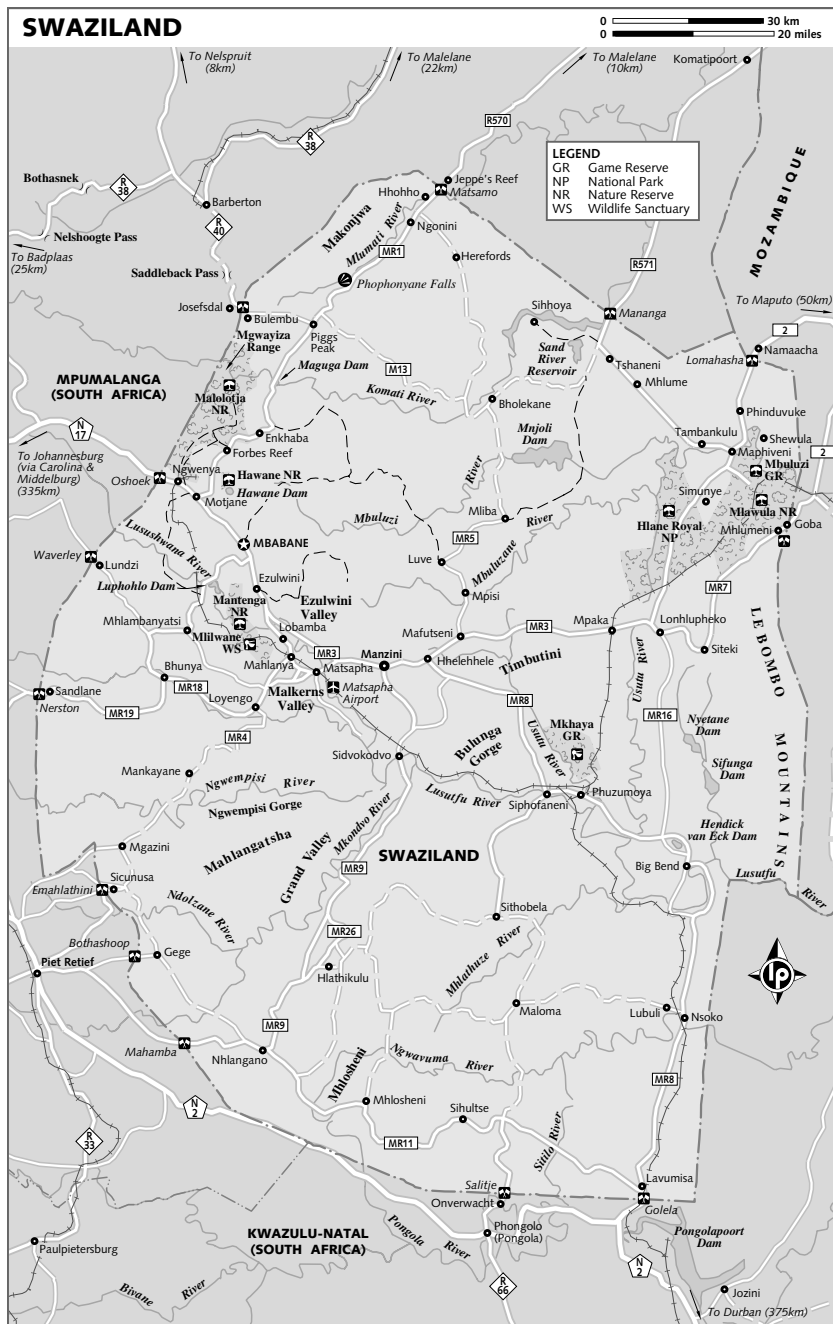 SWAZILAND
0 30 km
0 20 miles
To Nelspruit
(8km)
To Malelane
(22km)
To Malelane
(10km)
Komatipoort
R
38
R570
LEGEND
GR Game Reserve
NP National Park
NR Nature Reserve
WS Wildlife Sanctuary
MOZAMBIQUE
Bothasnek
R
38
Barberton
Jeppe's Reef
Matsamo
Hhohho
Makonjwa
Mlumati River
Ngonini
R
40
Nelshoogte Pass
To Badplaas
(25km)
MR1
Herefords
R571
Saddleback Pass
Phophonyane Falls
To Maputo (50km)
Josefsdal
Bulembu
Piggs
Peak
Sihhoya
Mananga
2
Mgwayiza
Range
Sand
River
Reservoir
Namaacha
Lomahasha
Maguga Dam
M13
Tshaneni
MPUMALANGA
(SOUTH AFRICA)
Malolotja
NR
Komati River
Mhlume
Bholekane
Phinduvuke
N
17
Enkhaba
Mnjoli
Dam
Tambankulu
Shewula
To Johannesburg
(via Carolina &
Middelburg)
(335km)
Forbes Reef
Maphiveni
2
Oshoek
Ngwenya
Hawane NR
Hawane Dam
River
Mbuluzi
GR
Motjane
Simunye
Mlawula NR
Mbuluzi
Mliba
River
Hlane Royal
NP
Mhlumeni
Goba
Lusushwana River
MBABANE
MR5
Waverley
Lundzi
Luve
Mbuluzane
MR7
Luphohlo Dam
Ezulwini
Mantenga
NR
Ezulwini
Valley
Mpisi
Mhlambanyatsi
Lobamba
Mafutseni
MR3
Mpaka
Lonhlupheko
LEBOMBO MOUNTAINS
Mlilwane
WS
Mahlanya
MR3
Manzini
Hhelehhele
Timbutini
Siteki
Bhunya
Matsapha
Usutu River
Sandlane
Nerston
MR18
Malkerns
Valley
Matsapha
Airport
MR8
MR19
Loyengo
MR16
Nyetane
Dam
MR4
Bulunga
Gorge
Usutu River
Mkhaya
GR
Sidvokodvo
Sifunga
Dam
Mankayane
Ngwempisi River
Lusutfu River
Siphofaneni
Phuzumoya
Ngwempisi Gorge
Mkondvo River
Hendick
van Eck Dam
Mahlangatsha
Grand Valley
SWAZILAND
Mgazini
MR9
Big Bend
Lusutfu
River
Sicunusa
Emahlathini
Ndolzane River
Sithobela
MR26
Bothashoop
Gege
Mhlathuze River
Piet Retief
Hlathikulu
Maloma
Lubuli
Nsoko
MR9
Mahamba
Nhlangano
Ngwavuma
River
Mhlosheni
MR8
Mhlosheni
N
2
Sihultse
R
33
MR11
Sitilo River
Lavumisa
Salitje
Golela
Onverwacht
KWAZULU-NATAL
(SOUTH AFRICA)
Pongola River
Phongolo
(Pongola)
Pongolapoort
Dam
Paulpietersburg
N
2
Bivane River
R
66
Jozini
To Durban (375km)
lp